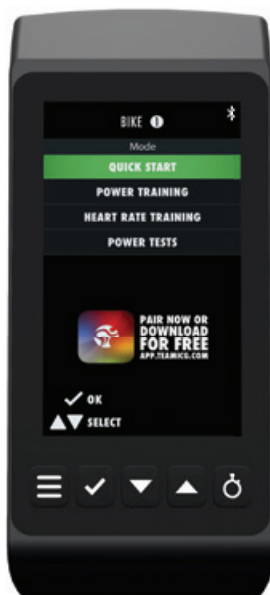 BIKE 1
Mode
QUICK START
POWER TRAINING
HEART RATE TRAINING
POWER TESTS
PAIR NOW OR
DOWNLOAD
FOR FREE
APP.TEAMICG.COM
OK
SELECT